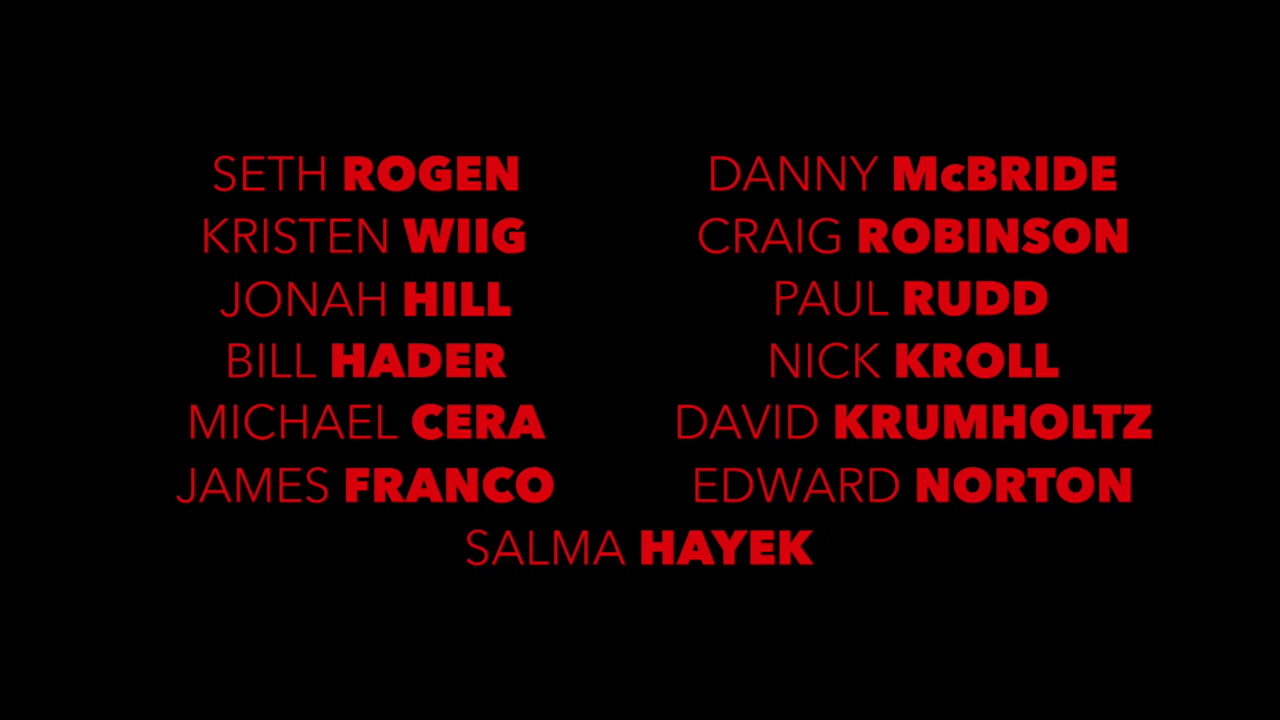 SETH ROGEN
KRISTEN WIIG
JONAH HILL
BILL HADER
MICHAEL CERA
JAMES FRANCO
DANNY McBRIDE
CRAIG ROBINSON
PAUL RUDD
NICK KROLL
DAVID KRUMHOLTZ
EDWARD NORTON
SALMA HAYEK